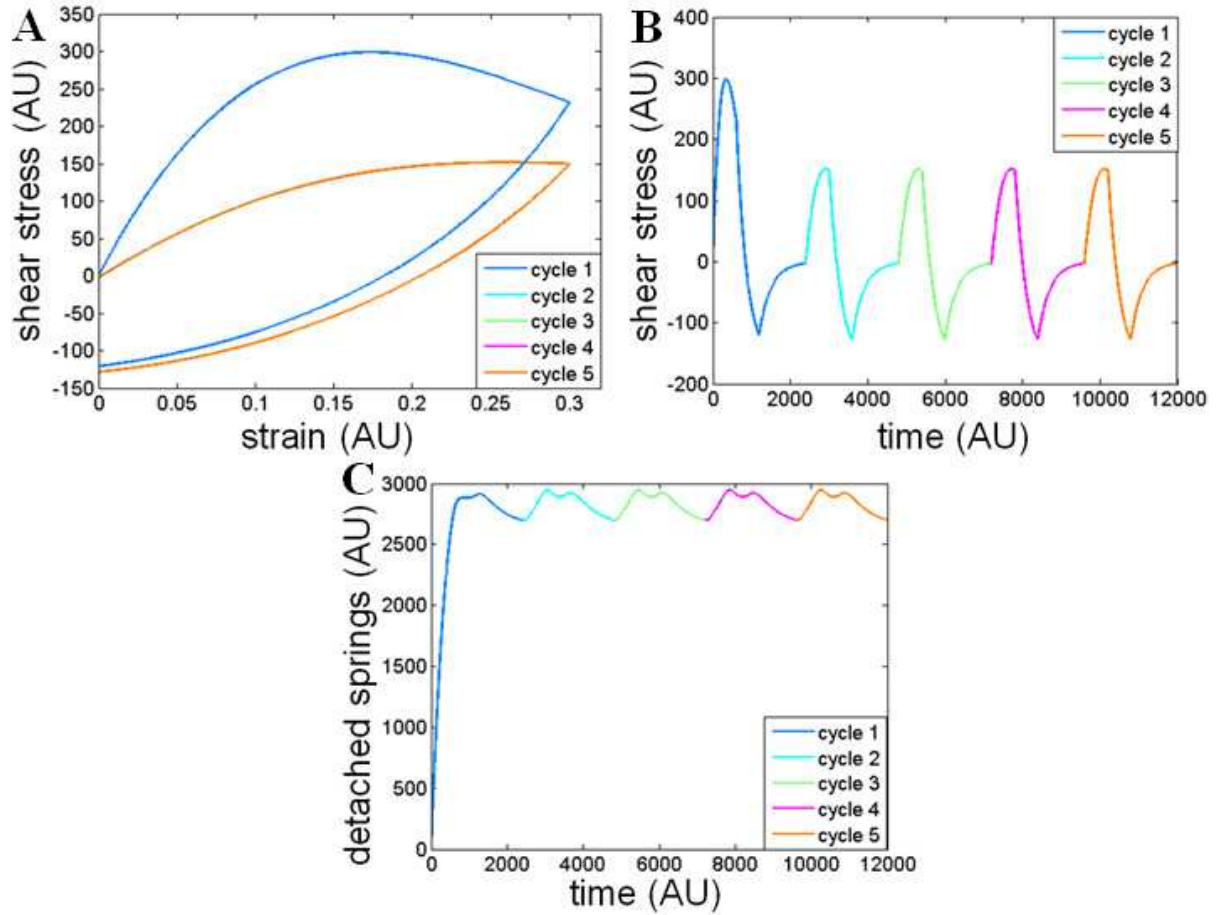 A
350
300
250
200
150
100
50
0
-50
-100
-150
shear stress (AU)
0 0.05 0.1 0.15 0.2 0.25 0.3
strain (AU)
cycle 1
cycle 2
cycle 3
cycle 4
cycle 5
B
400
300
200
100
0
-100
-200
shear stress (AU)
0 2000 4000 6000 8000 10000 12000
time (AU)
cycle 1
cycle 2
cycle 3
cycle 4
cycle 5
C
3000
2500
2000
1500
1000
500
0
detached springs (AU)
0 2000 4000 6000 8000 10000 12000
time (AU)
cycle 1
cycle 2
cycle 3
cycle 4
cycle 5